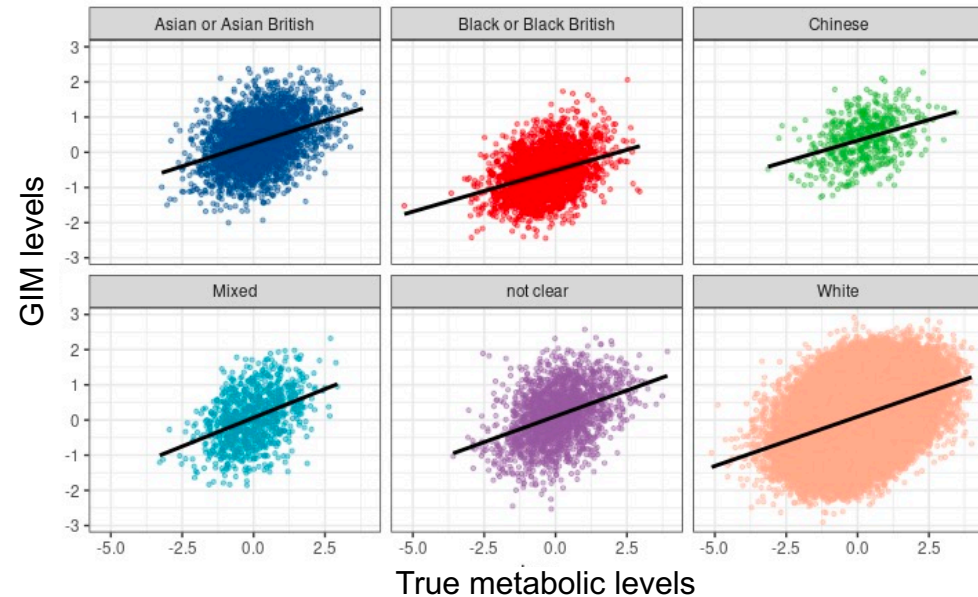 Asian or Asian British
Black or Black British
Chinese
3
2
1
0
-1
-2
-3
GIM levels
Mixed
not clear
White
3
2
1
0
-1
-2
-3
-5.0 -2.5 0.0 2.5
-5.0 -2.5 0.0 2.5
-5.0 -2.5 0.0 2.5
True metabolic levels